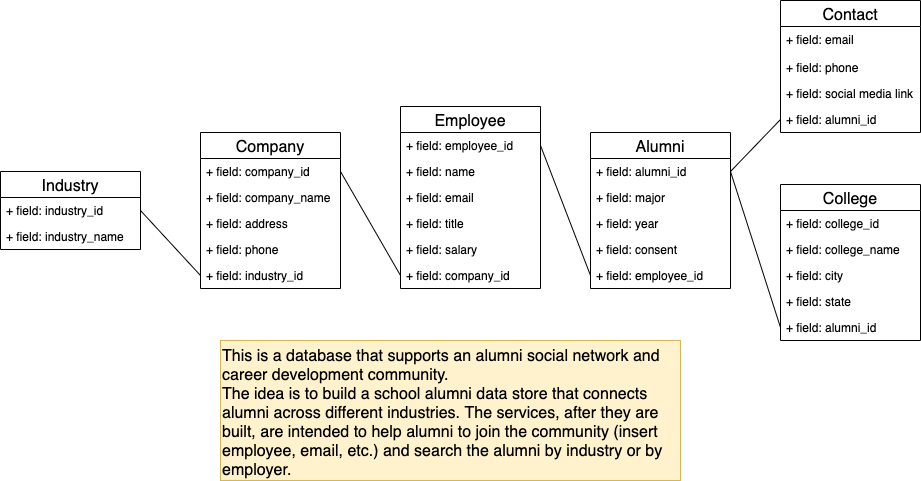 Industry
+ field: industry_id
+ field: industry_name
Company
+ field: company_id
+ field: company_name
+ field: address
+ field: phone
+ field: industry_id
Employee
+ field: employee_id
+ field: name
+ field: email
+ field: title
+ field: salary
+ field: company_id
Alumni
+ field: alumni_id
+ field: major
+ field: year
+ field: consent
+ field: employee_id
Contact
+ field: email
+ field: phone
+ field: social media link
+ field: alumni_id
College
+ field: college_id
+ field: college_name
+ field: city
+ field: state
+ field: alumni_id
This is a database that supports an alumni social network and
career development community.
The idea is to build a school alumni data store that connects
alumni across different industries. The services, after they are
built, are intended to help alumni to join the community (insert
employee, email, etc.) and search the alumni by industry or by
employer.